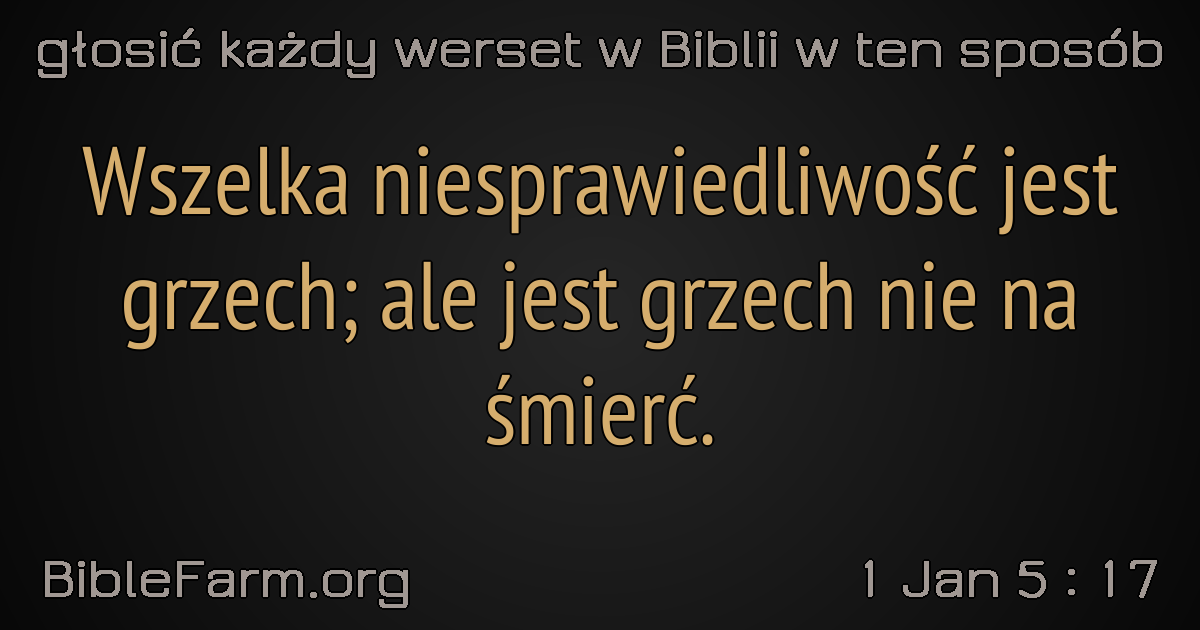 głosić każdy werset w Biblii w ten sposób
Wszelka niesprawiedliwość jest
grzech; ale jest grzech nie na
śmierć.
BibleFarm.org
1 Jan 5 : 17